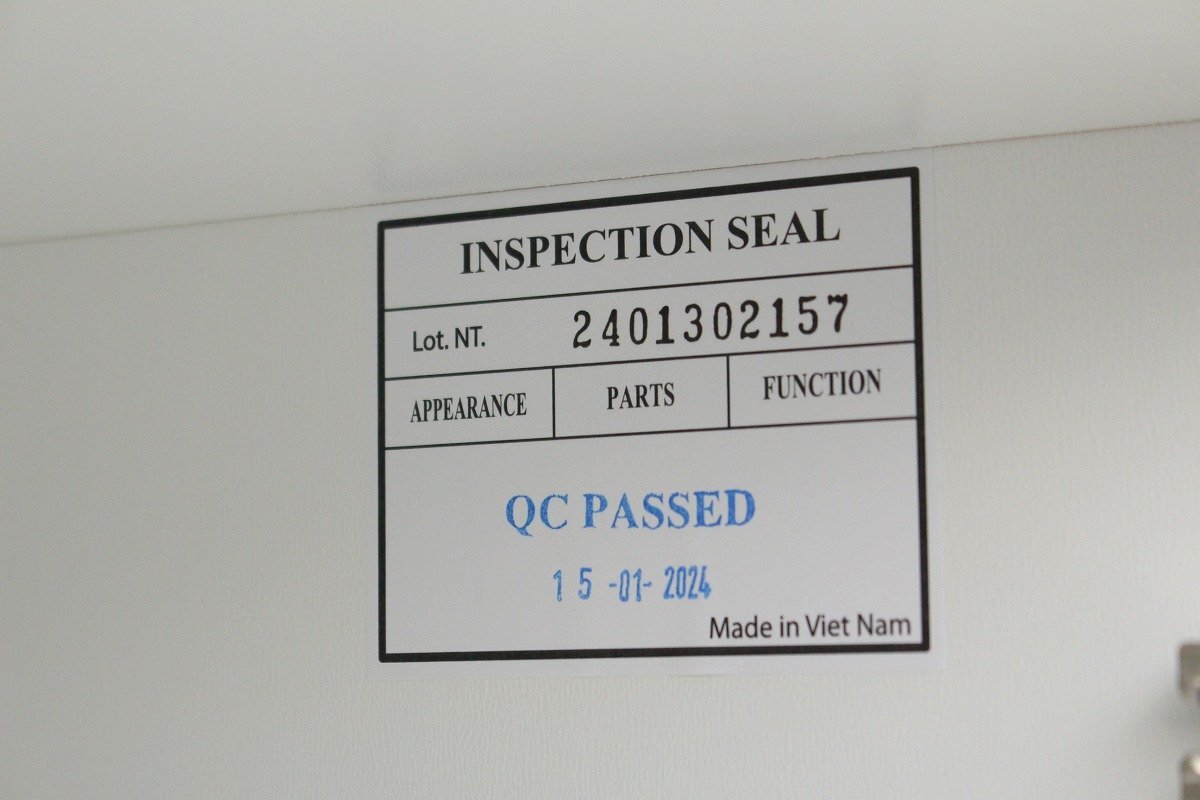 INSPECTION SEAL
Lot. NT. 2401302157
APPEARANCE PARTS FUNCTION
QC PASSED
15 -01- 2024
Made in Viet Nam